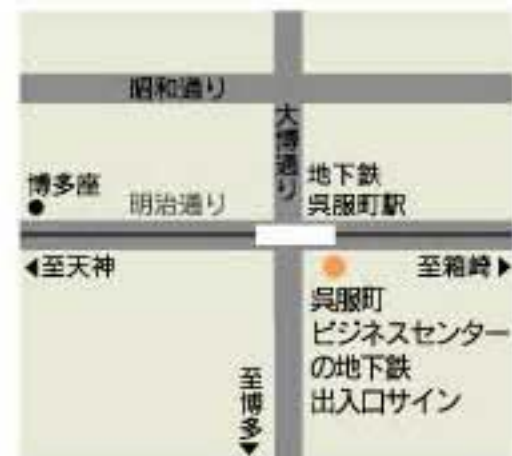 昭和通り
大博通り
地下鉄
呉服町駅
博多座
明治通り
◀至天神
至箱崎▶
呉服町
ビジネスセンター
の地下鉄
出入口サイン
至博多▼